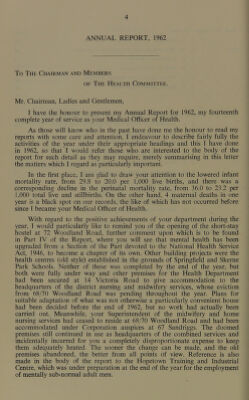 4
ANNUAL REPORT, 1962
TO THE CHAIRMAN AND MEMBERS
OF THE HEALTH COMMITTEE.
Mr. Chairman, Ladies and Gentlemen,
I have the honour to present my Annual Report for 1962, my fourteenth
complete year of service as your Medical Officer of Health.
As those will know who in the past have done me the honour to read my
reports with some care and attention, I endeavour to describe fairly fully the
activities of the year under their appropriate headings and this I have done
in 1962, so that I would refer those who are interested to the body of the
report for such detail as they may require, merely summarising in this letter
the matters which I regard as particularly important.
In the first place, I am glad to draw your attention to the lowered infant
mortality rate, from 29.8 to 20.0 per 1,000 live births, and there was a
corresponding decline in the perinatal mortality rate, from 36.0 to 23.2 per
1,000 total live and stillbirths. On the other hand, 4 maternal deaths in one
year is a black spot on our records, the like of which has not occurred before
since I became your Medical Officer of Health.
With regard to the positive achievements of your department during the
year, I would particularly like to remind you of the opening of the short-stay
hostel at 72 Woodland Road, further comment upon which is to be found
in Part IV of the Report, where you will see that mental health has been
upgraded from a Section of the Part devoted to the National Health Service
Act, 1946, to become a chapter of its own. Other building projects were the
health centres (old style) established in the grounds of Springfield and Skerne
Park Schools. Neither of these was completed by the end of the year, but
both were fully under way and other premises for the Health Department
had been secured at 14 Victoria Road to give accommodation to the
headquarters of the district nursing and midwifery services, whose eviction
from 68/70 Woodland Road was pending throughout the year. Plans for
suitable adaptation of what was not otherwise a particularly convenient house
had been decided before the end of 1962, but no work had actually been
carried out. Meanwhile, your Superintendent of the midwifery and home
nursing services had ceased to reside at 68/70 Woodland Road and had been
accommodated under Corporation auspices at 67 Sandringa. The doomed
premises still continued in use as headquarters of the combined services and
incidentally incurred for you a completely disproportionate expense to keep
them adequately heated. The sooner the change can be made, and the old
premises abandoned, the better from all points of view. Reference is also
made in the body of the report to the Hopetown Training and Industrial
Centre, which was under preparation at the end of the year for the employment
of mentally sub-normal adult men.